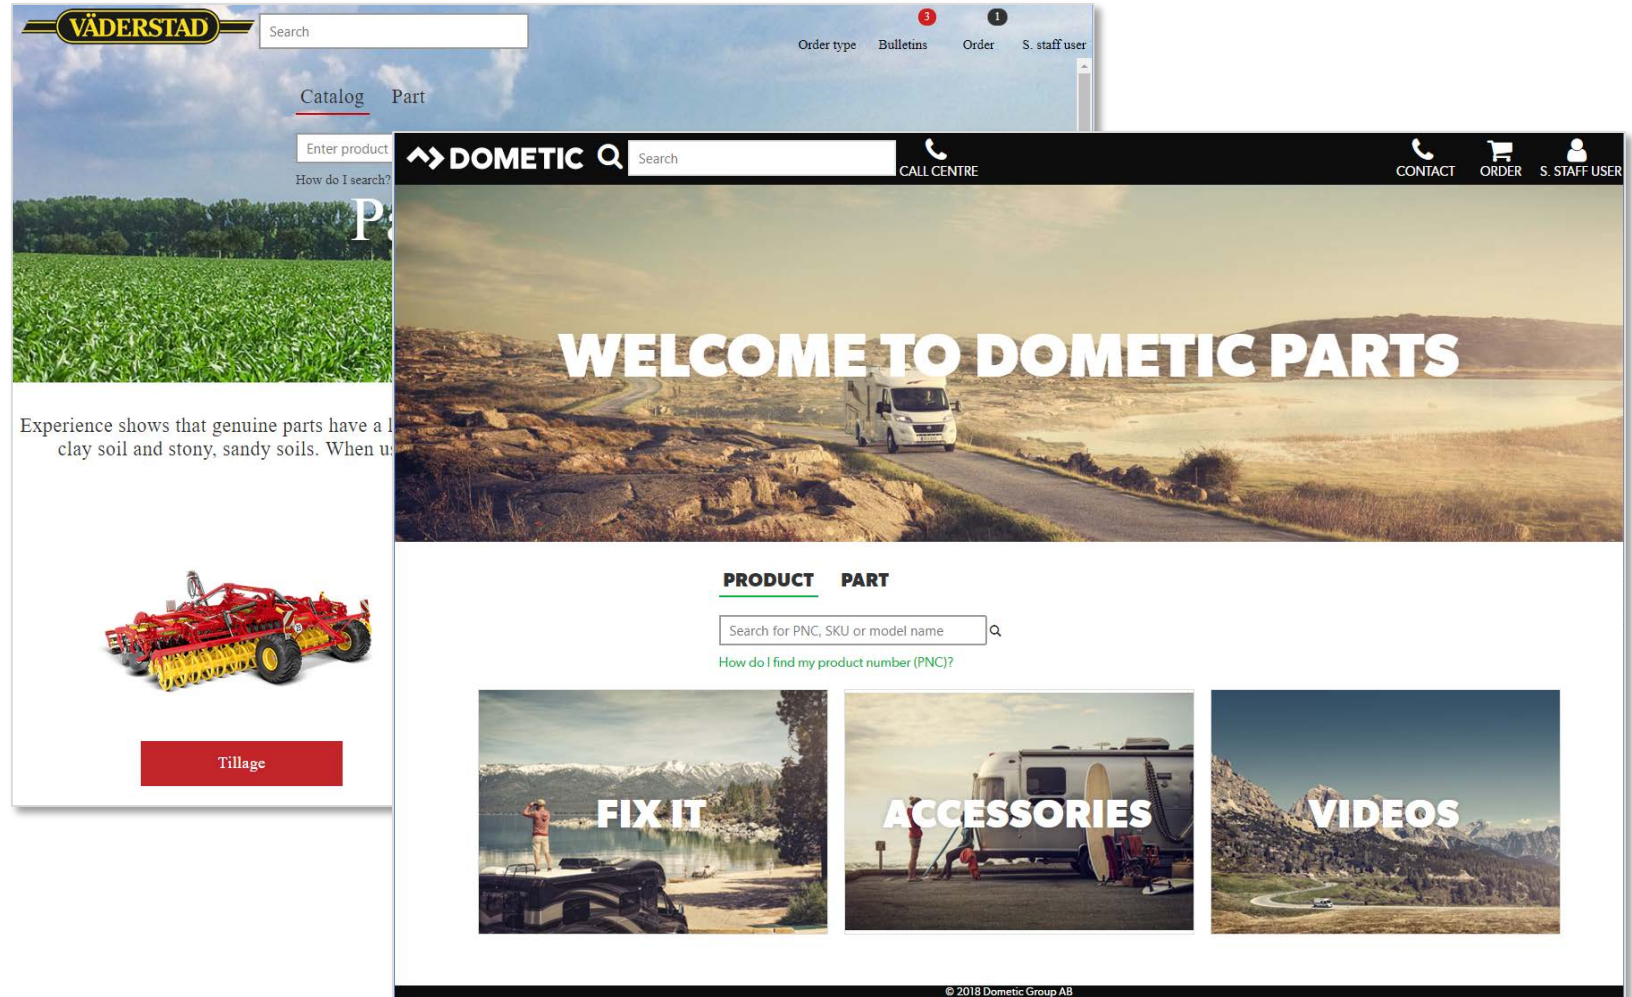 VÄDERSTAD
Search
3
1
Order type
Bulletins
Order
S. staff user
Catalog
Part
Enter product
How do I search?
Experience shows that genuine parts have a
clay soil and stony, sandy soils. When
Tillage
DOMETIC
Search
CALL CENTRE
CONTACT
ORDER
S. STAFF USER
WELCOME TO DOMETIC PARTS
PRODUCT
PART
Search for PNC, SKU or model name
How do I find my product number (PNC)?
FIX IT
ACCESSORIES
VIDEOS
© 2018 Dometic Group AB